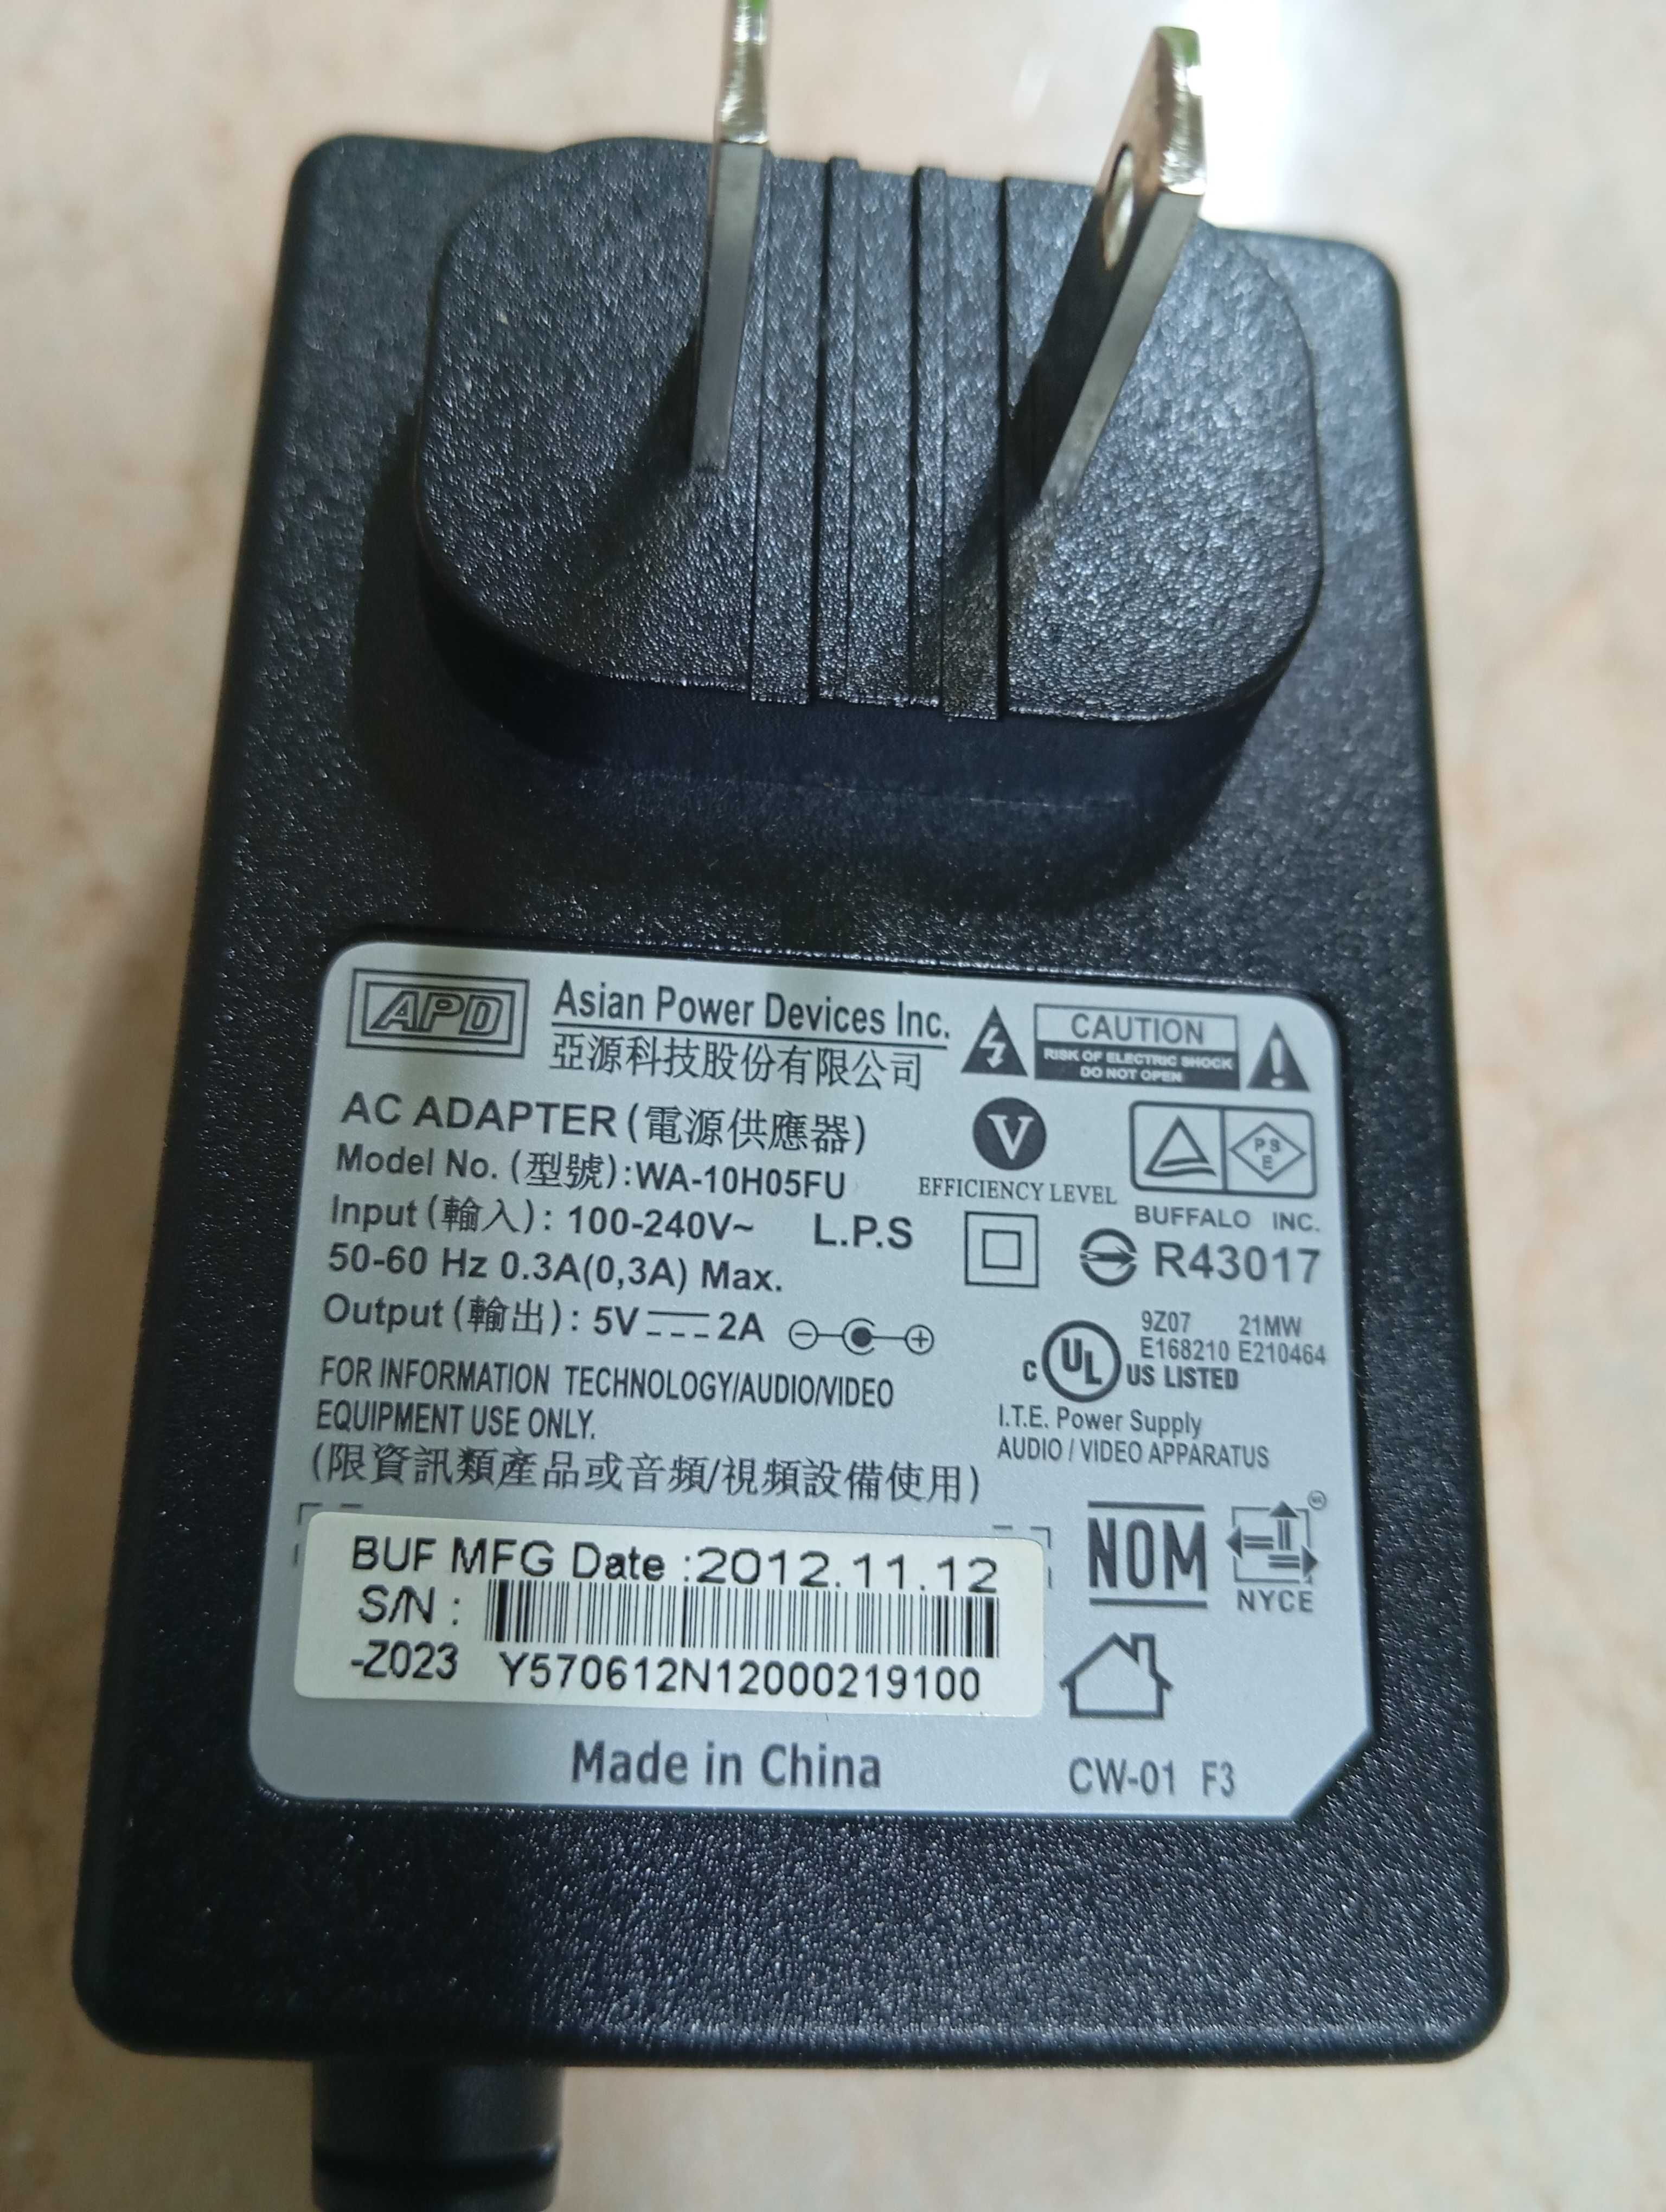 APD
Asian Power Devices Inc.
亞源科技股份有限公司
CAUTION
RISK OF ELECTRIC SHOCK
DO NOT OPEN
AC ADAPTER (電源供應器)
Model No. (型號):WA-10H05FU
Input (輸入): 100-240V~ L.P.S
50-60 Hz 0.3A(0,3A) Max.
Output (輸出): 5V⎓2A
FOR INFORMATION TECHNOLOGY/AUDIO/VIDEO
EQUIPMENT USE ONLY.
(限資訊類產品或音頻/視頻設備使用)
V
EFFICIENCY LEVEL
PS
E
BUFFALO INC.
R43017
9Z07 21MW
E168210 E210464
c UL US LISTED
I.T.E. Power Supply
AUDIO / VIDEO APPARATUS
BUF MFG Date :2012.11.12
S/N :
-Z023 Y570612N12000219100
NOM
NYCE
Made in China
CW-01 F3